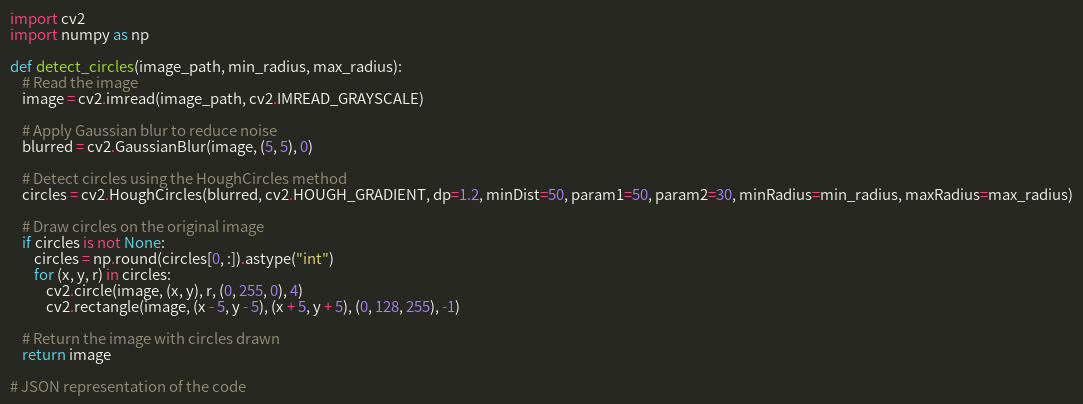 import cv2
import numpy as np

def detect_circles(image_path, min_radius, max_radius):
    # Read the image
    image = cv2.imread(image_path, cv2.IMREAD_GRAYSCALE)

    # Apply Gaussian blur to reduce noise
    blurred = cv2.GaussianBlur(image, (5, 5), 0)

    # Detect circles using the HoughCircles method
    circles = cv2.HoughCircles(blurred, cv2.HOUGH_GRADIENT, dp=1.2, minDist=50, param1=50, param2=30, minRadius=min_radius, maxRadius=max_radius)

    # Draw circles on the original image
    if circles is not None:
        circles = np.round(circles[0, :]).astype("int")
        for (x, y, r) in circles:
            cv2.circle(image, (x, y), r, (0, 255, 0), 4)
            cv2.rectangle(image, (x - 5, y - 5), (x + 5, y + 5), (0, 128, 255), -1)

    # Return the image with circles drawn
    return image

# JSON representation of the code